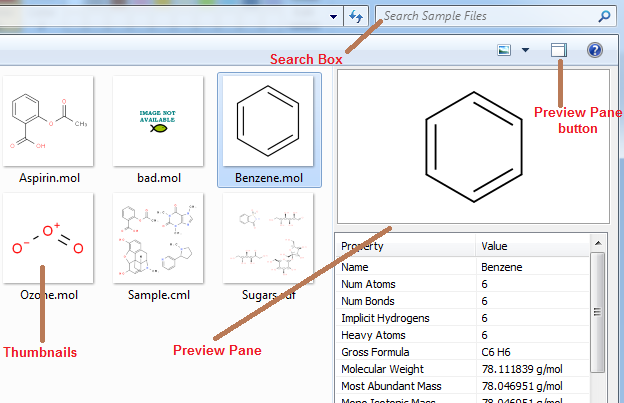 Search Sample Files
Search Box
Preview Pane
button
IMAGE NOT
AVAILABLE
O
O
CH₃
O
O
OH
Aspirin.mol
bad.mol
Benzene.mol
O⁺
O⁻
O
Ozone.mol
Sample.cml
Sugars.sdf
Thumbnails
Preview Pane
Property Value
Name Benzene
Num Atoms 6
Num Bonds 6
Implicit Hydrogens 6
Heavy Atoms 6
Gross Formula C6 H6
Molecular Weight 78.111839 g/mol
Most Abundant Mass 78.046951 g/mol
Mono Isotopic Mass 78.046951 g/mol